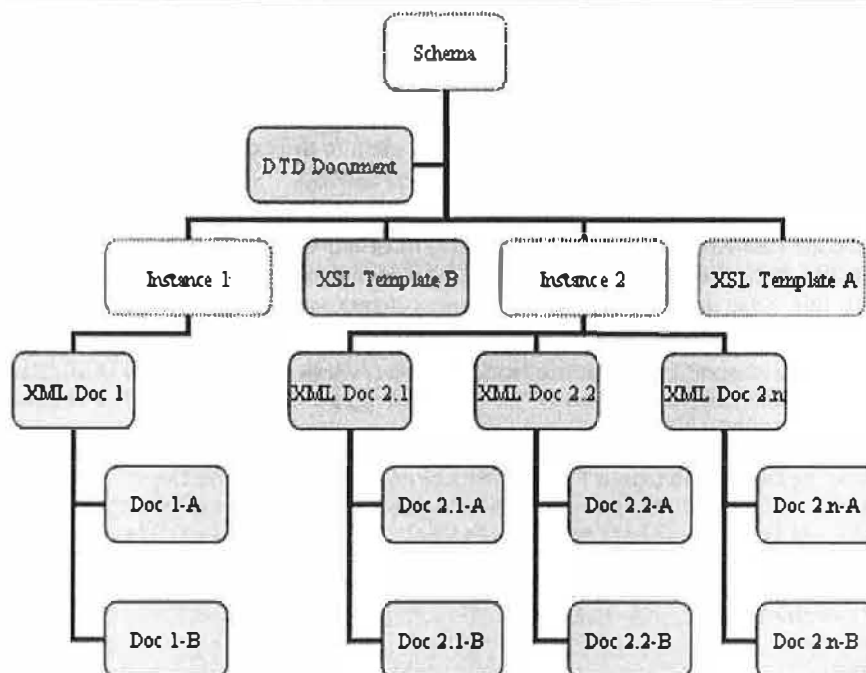 Schema
DTD Document
Instance 1
XSL Template B
Instance 2
XSL Template A
XML Doc 1
XML Doc 2.1
XML Doc 2.2
XML Doc 2.n
Doc 1-A
Doc 2.1-A
Doc 2.2-A
Doc 2.n-A
Doc 1-B
Doc 2.1-B
Doc 2.2-B
Doc 2.n-B